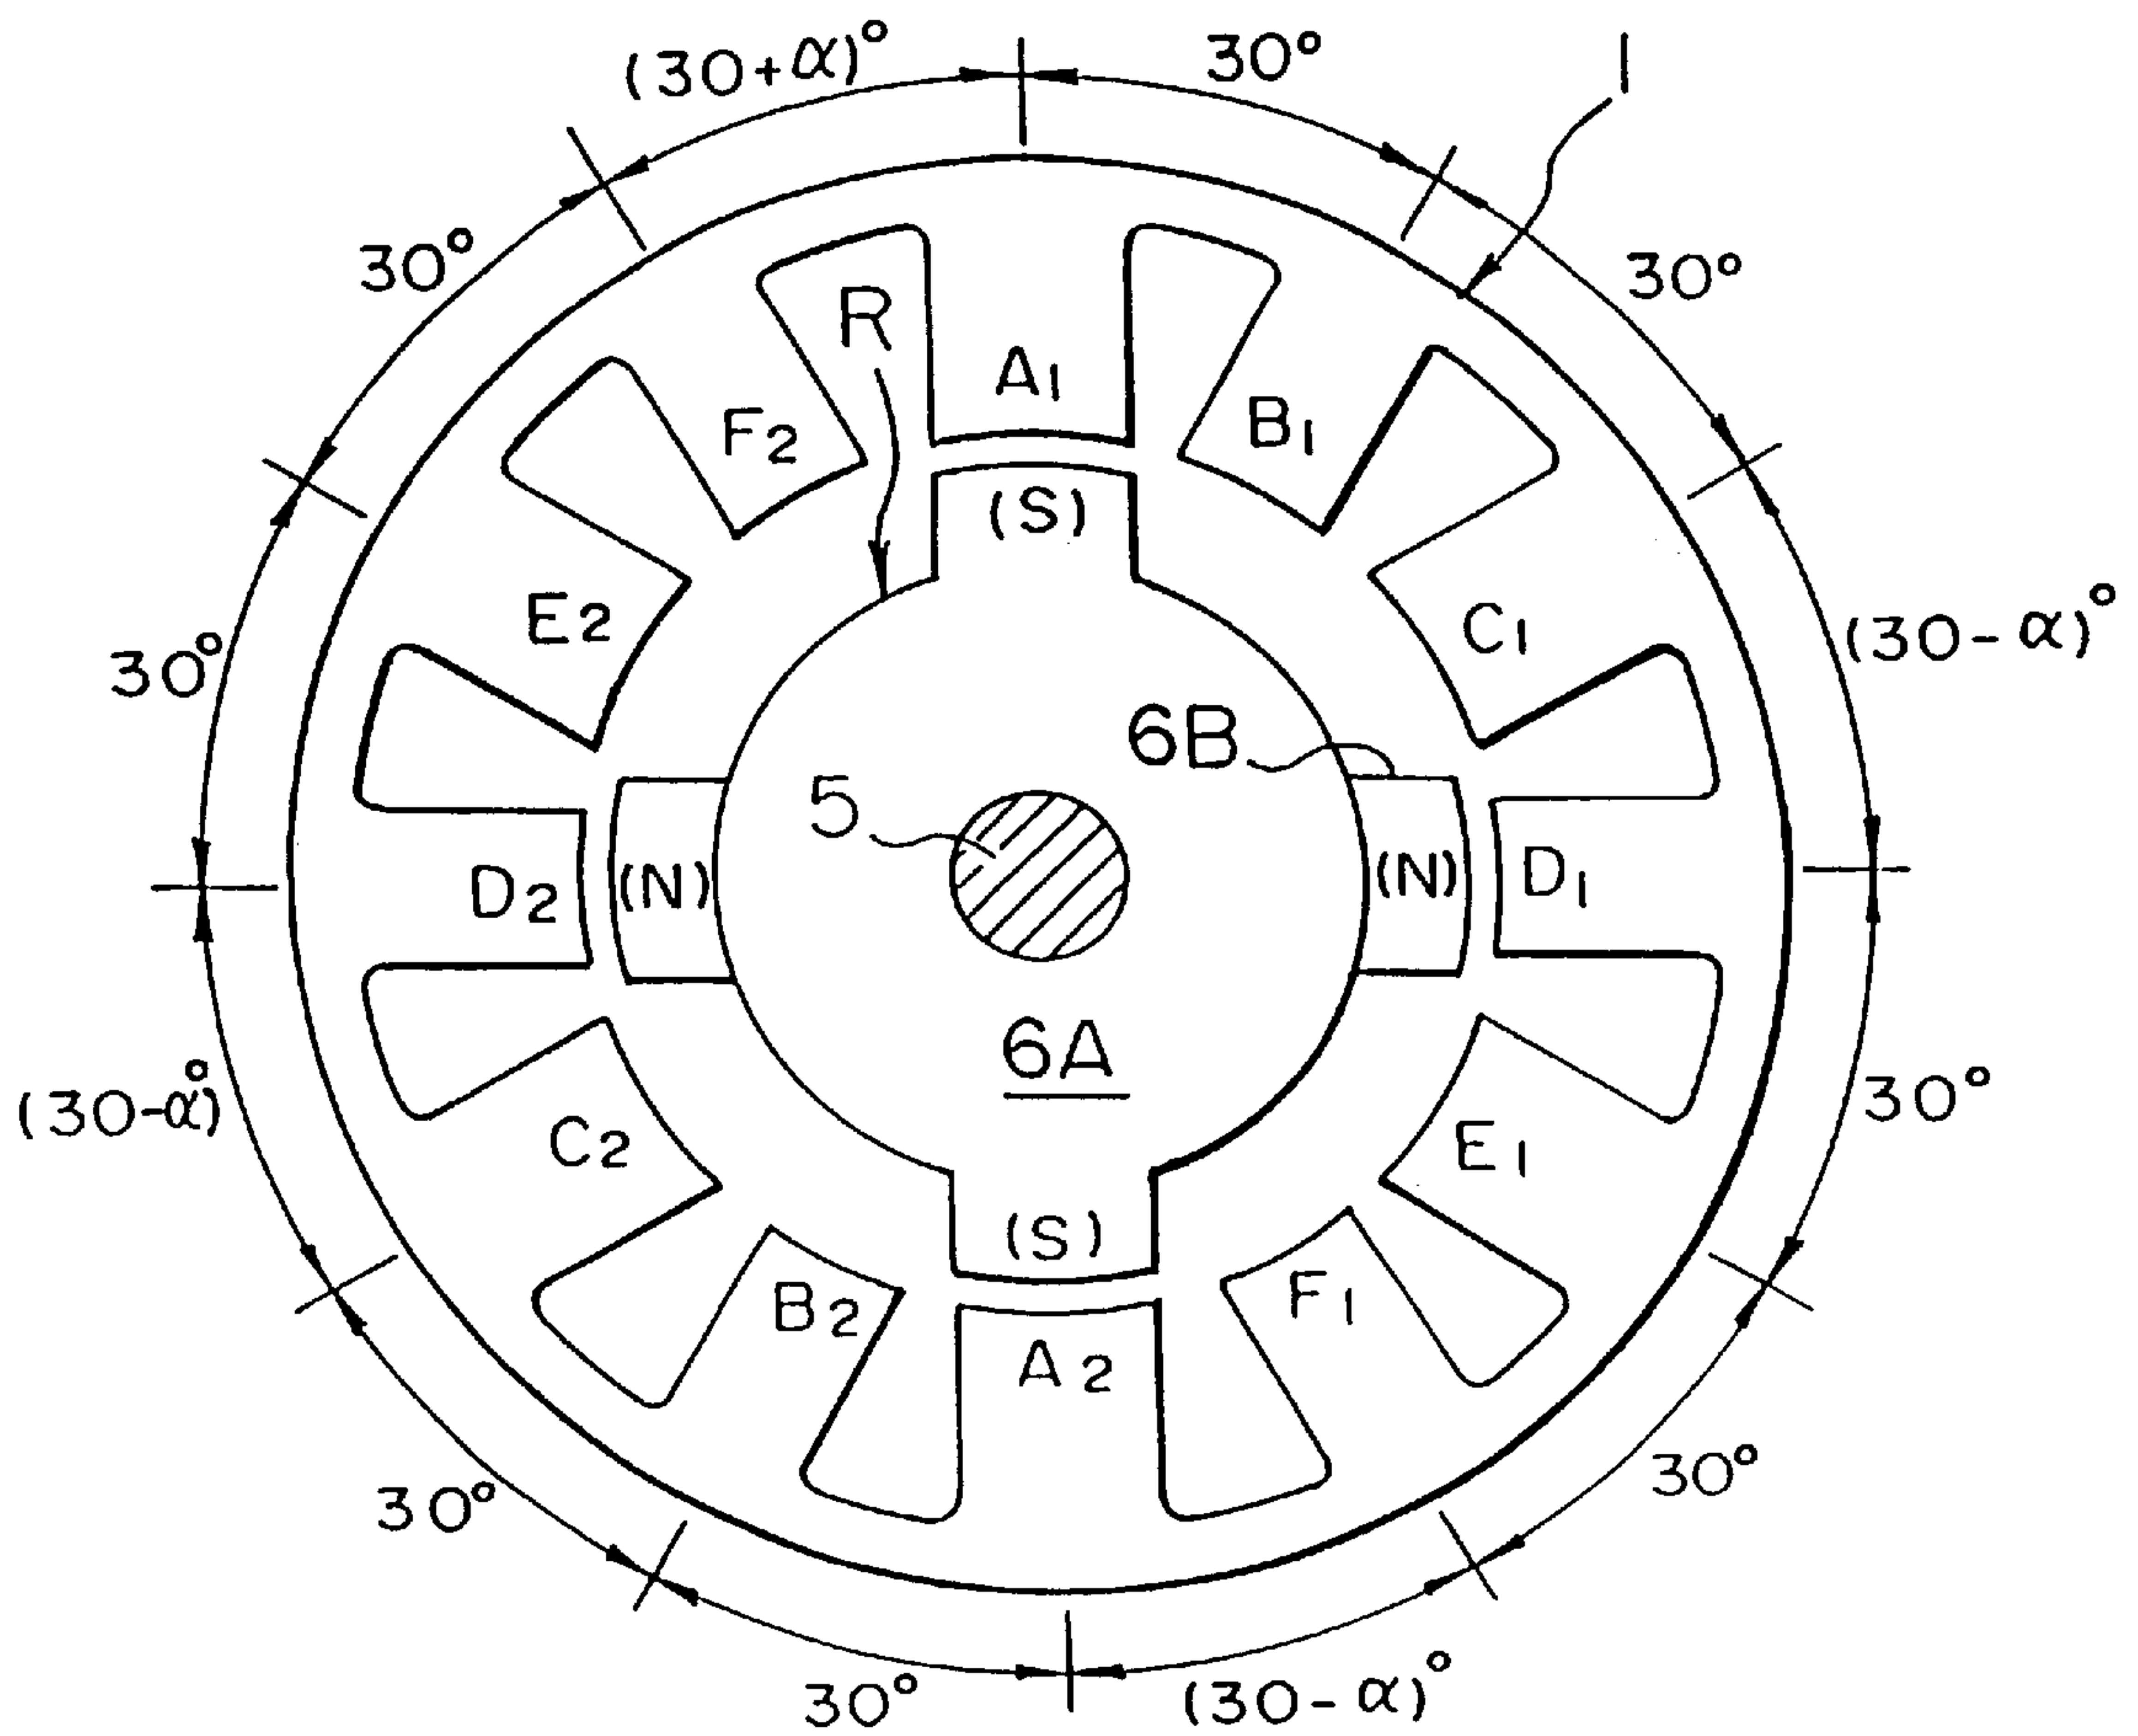 (30+α)°
30°
1
30°
30°
R
A1
F2
B1
(S)
E2
C1
(30-α)°
30°
6B
5
D2
(N)
(N)
D1
6A
(30-α)°
30°
C2
E1
(S)
B2
F1
A2
30°
30°
30°
(30-α)°